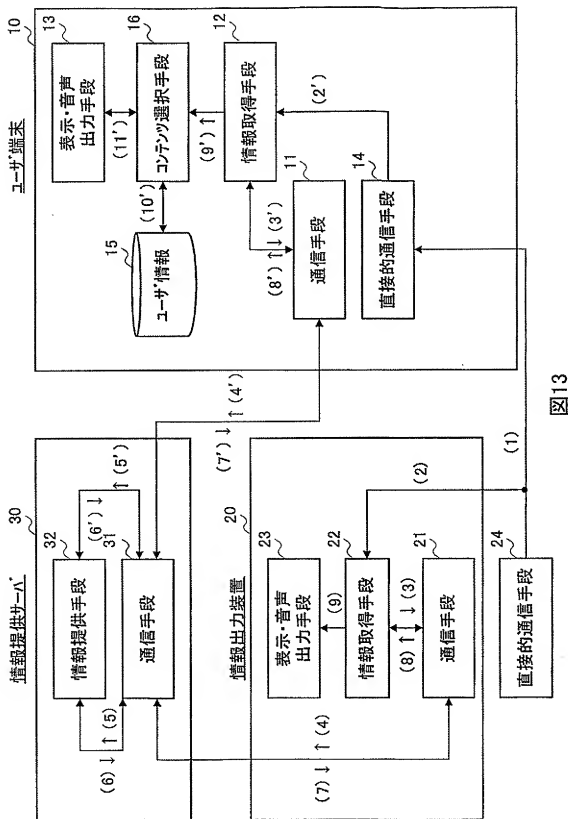 10
ユーザ端末
13
表示・音声
出力手段
16
コンテンツ選択手段
12
情報取得手段
(11')
(9') ↑
(2')
(10')
15
ユーザ情報
(8') ↑ ↓ (3')
11
通信手段
14
直接的通信手段
(7') ↓ ↑ (4')
(1)
30
情報提供サーバ
32
情報提供手段
(6') ↓ ↑ (5')
31
通信手段
(6) ↓ ↑ (5)
(7) ↓ ↑ (4)
20
情報出力装置
23
表示・音声
出力手段
(9)
22
情報取得手段
(2)
(8) ↑ ↓ (3)
21
通信手段
24
直接的通信手段
図13